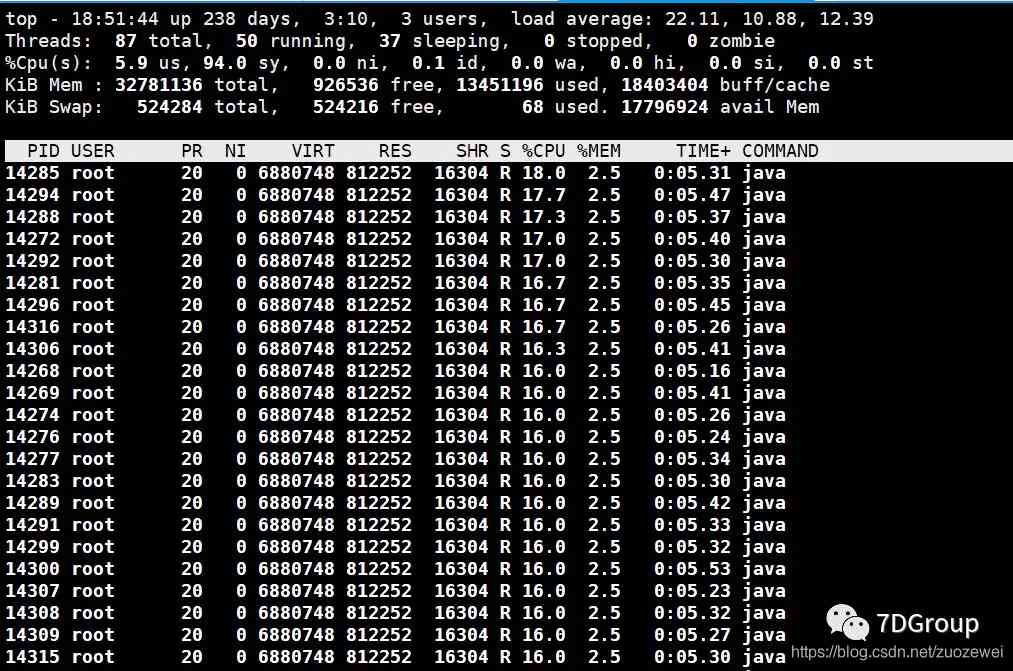 top - 18:51:44 up 238 days,  3:10,  3 users,  load average: 22.11, 10.88, 12.39
Threads:  87 total,  50 running,  37 sleeping,   0 stopped,   0 zombie
%Cpu(s):  5.9 us, 94.0 sy,  0.0 ni,  0.1 id,  0.0 wa,  0.0 hi,  0.0 si,  0.0 st
KiB Mem : 32781136 total,   926536 free, 13451196 used, 18403404 buff/cache
KiB Swap:   524284 total,   524216 free,       68 used. 17796924 avail Mem
  PID USER      PR  NI    VIRT    RES    SHR S %CPU %MEM     TIME+ COMMAND
14285 root      20   0 6880748 812252  16304 R 18.0  2.5   0:05.31 java
14294 root      20   0 6880748 812252  16304 R 17.7  2.5   0:05.47 java
14288 root      20   0 6880748 812252  16304 R 17.3  2.5   0:05.37 java
14272 root      20   0 6880748 812252  16304 R 17.0  2.5   0:05.40 java
14292 root      20   0 6880748 812252  16304 R 17.0  2.5   0:05.30 java
14281 root      20   0 6880748 812252  16304 R 16.7  2.5   0:05.35 java
14296 root      20   0 6880748 812252  16304 R 16.7  2.5   0:05.45 java
14316 root      20   0 6880748 812252  16304 R 16.7  2.5   0:05.26 java
14306 root      20   0 6880748 812252  16304 R 16.3  2.5   0:05.41 java
14268 root      20   0 6880748 812252  16304 R 16.0  2.5   0:05.16 java
14269 root      20   0 6880748 812252  16304 R 16.0  2.5   0:05.41 java
14274 root      20   0 6880748 812252  16304 R 16.0  2.5   0:05.26 java
14276 root      20   0 6880748 812252  16304 R 16.0  2.5   0:05.24 java
14277 root      20   0 6880748 812252  16304 R 16.0  2.5   0:05.34 java
14283 root      20   0 6880748 812252  16304 R 16.0  2.5   0:05.30 java
14289 root      20   0 6880748 812252  16304 R 16.0  2.5   0:05.42 java
14291 root      20   0 6880748 812252  16304 R 16.0  2.5   0:05.33 java
14299 root      20   0 6880748 812252  16304 R 16.0  2.5   0:05.32 java
14300 root      20   0 6880748 812252  16304 R 16.0  2.5   0:05.53 java
14307 root      20   0 6880748 812252  16304 R 16.0  2.5   0:05.23 java
14308 root      20   0 6880748 812252  16304 R 16.0  2.5   0:05.32 java
14309 root      20   0 6880748 812252  16304 R 16.0  2.5   0:05.27 java
14315 root      20   0 6880748 812252  16304 R 16.0  2.5   0:05.30 java
7DGroup
https://blog.csdn.net/zuozewei